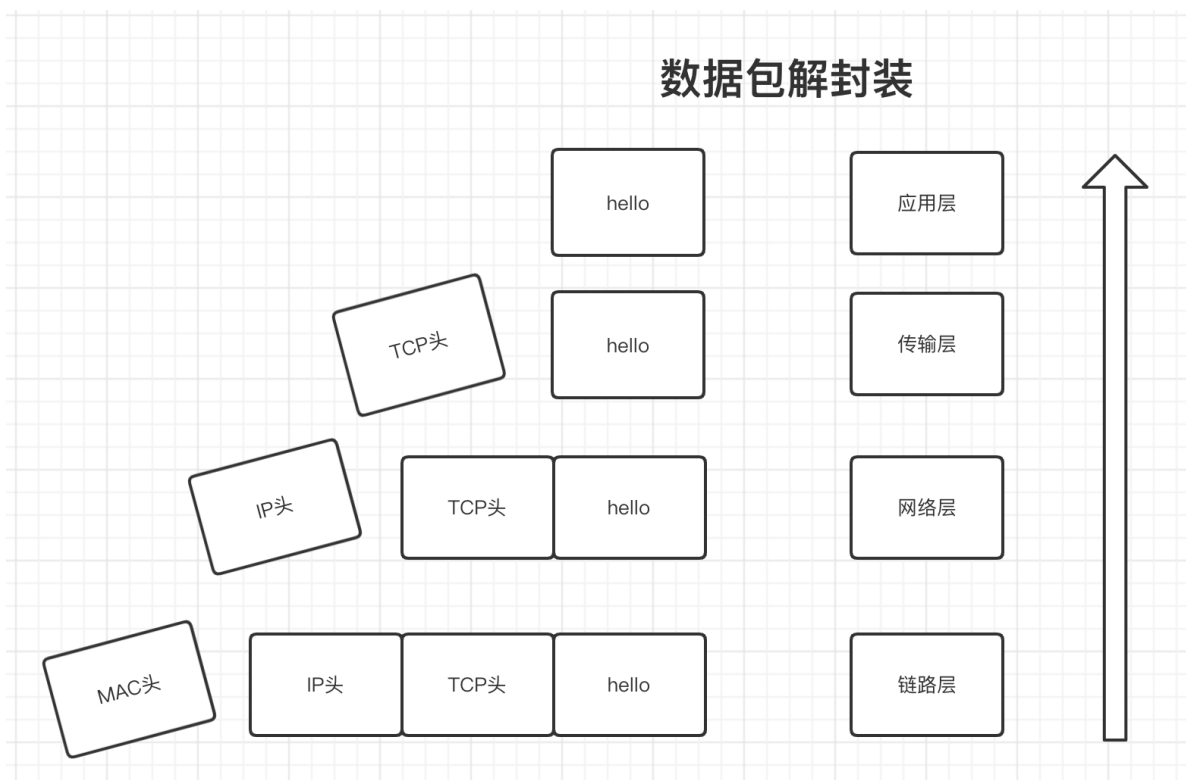 数据包解封装
hello
应用层
TCP头
hello
传输层
IP头
TCP头
hello
网络层
MAC头
IP头
TCP头
hello
链路层